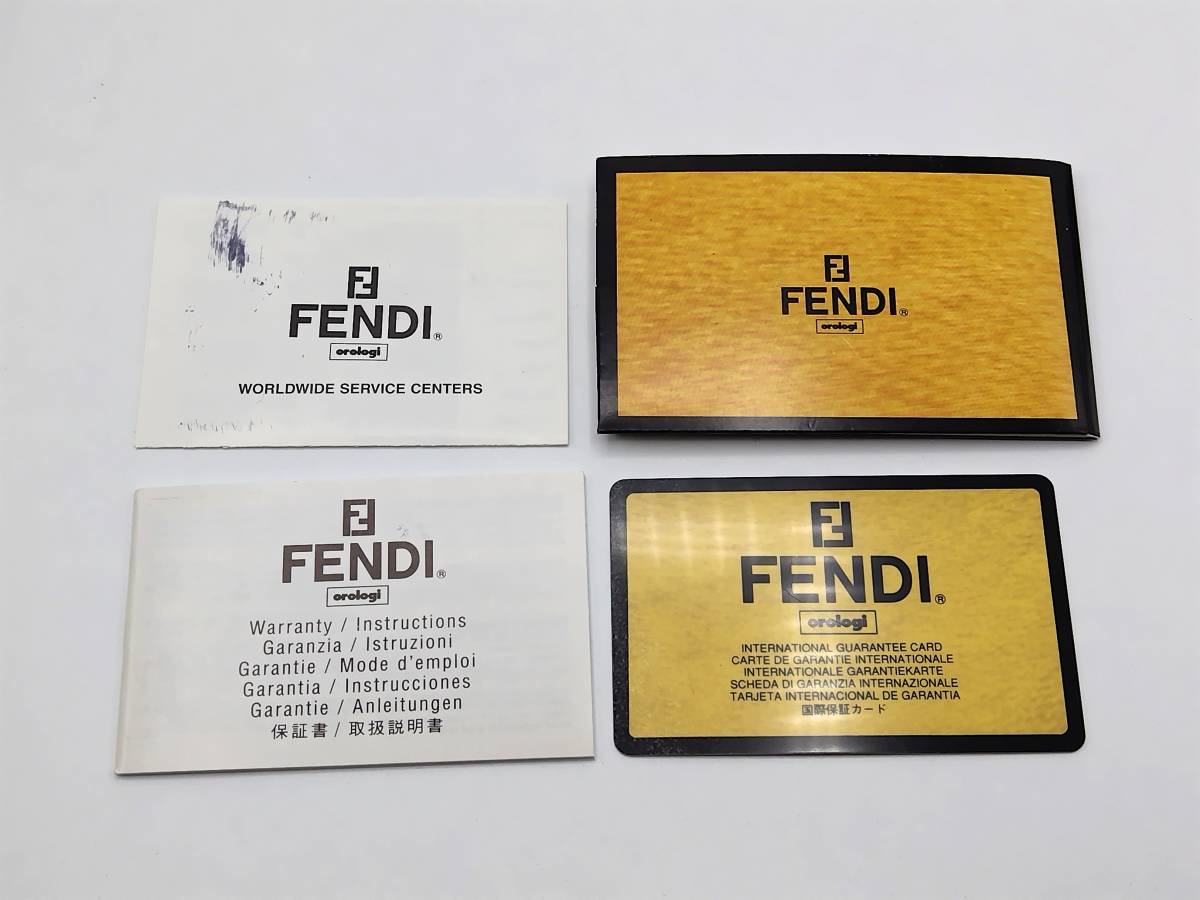 FENDI®
orologi
WORLDWIDE SERVICE CENTERS
FENDI®
orologi
FENDI®
orologi
Warranty / Instructions
Garanzia / Istruzioni
Garantie / Mode d'emploi
Garantia / Instrucciones
Garantie / Anleitungen
保証書 / 取扱説明書
FENDI®
orologi
INTERNATIONAL GUARANTEE CARD
CARTE DE GARANTIE INTERNATIONALE
INTERNATIONALE GARANTIEKARTE
SCHEDA DI GARANZIA INTERNAZIONALE
TARJETA INTERNACIONAL DE GARANTIA
国際保証カード